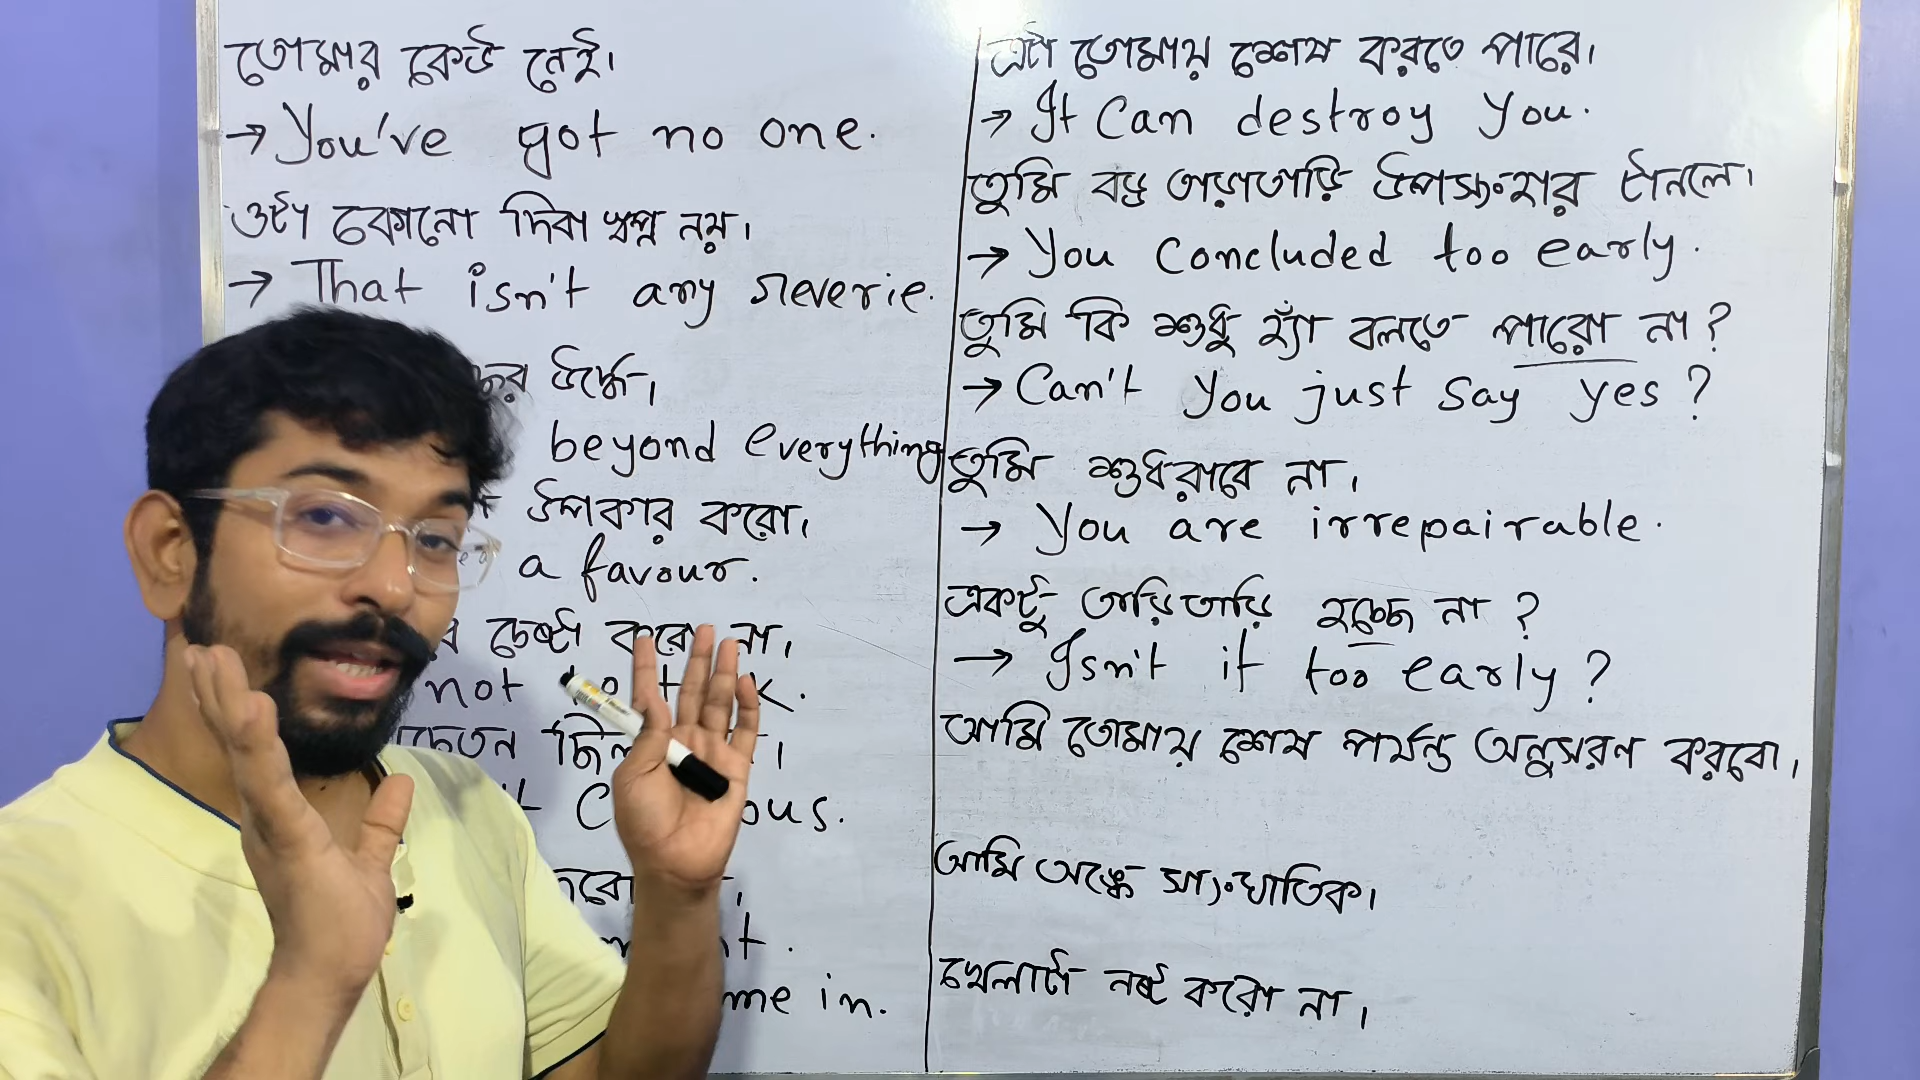 তোমার কেউ নেই।
→ You've got no one.
ওটা কোনো দিবা স্বপ্ন নয়।
→ That isn't any reverie.
উর্দ্ধে।
beyond everything
উপকার করো।
a favour.
চেষ্টা করো না।
not
এটা তোমায় শেষ করতে পারে।
→ It can destroy you.
তুমি বড্ড তাড়াতাড়ি উপসংহার টানলে।
→ You concluded too early.
তুমি কি শুধু হ্যাঁ বলতে পারো না?
→ Can't you just say yes?
তুমি শুধরাবে না।
→ You are irrepairable.
একটু তাড়িতাড়ি হচ্ছে না?
→ Isn't it too early?
আমি তোমায় শেষ পর্যন্ত অনুসরণ করবো।
আমি অঙ্কে সাংঘাতিক।
খেলাটা নষ্ট করো না।
me in.